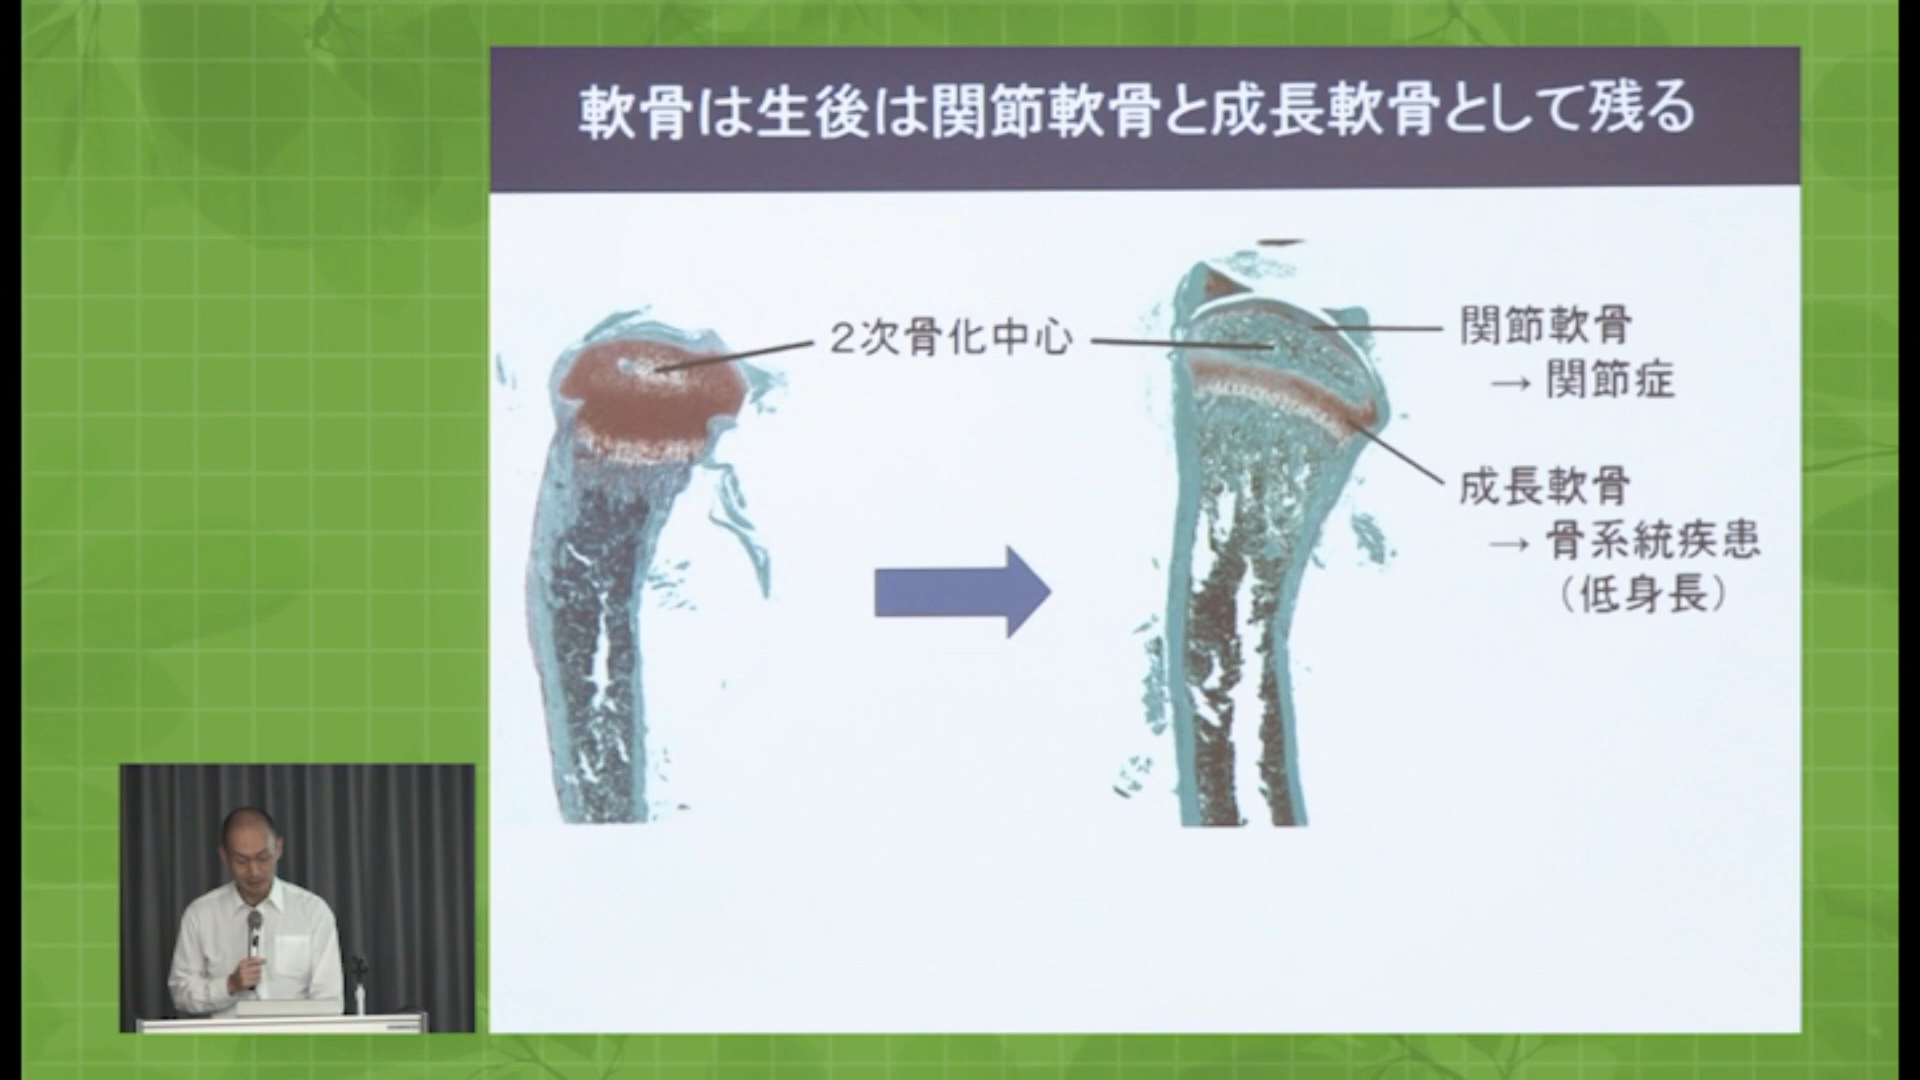 軟骨は生後は関節軟骨と成長軟骨として残る
2次骨化中心
関節軟骨
→ 関節症
成長軟骨
→ 骨系統疾患
（低身長）